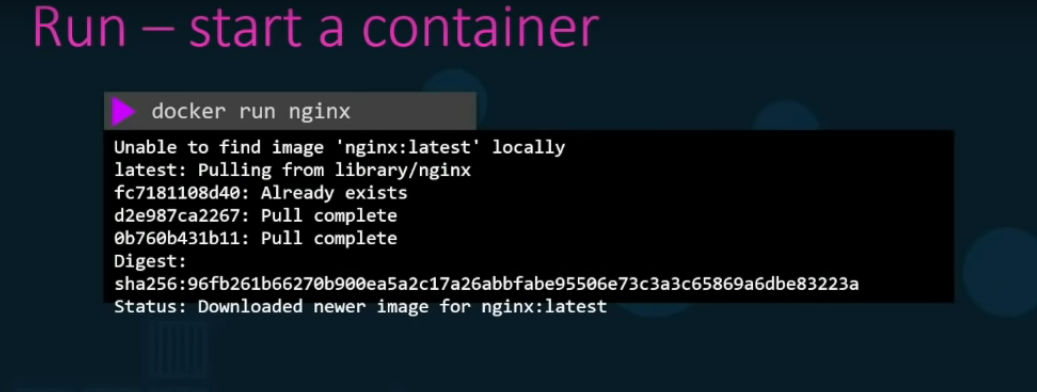 Run – start a container
docker run nginx
Unable to find image 'nginx:latest' locally
latest: Pulling from library/nginx
fc7181108d40: Already exists
d2e987ca2267: Pull complete
0b760b431b11: Pull complete
Digest:
sha256:96fb261b66270b900ea5a2c17a26abbfabe95506e73c3a3c65869a6dbe83223a
Status: Downloaded newer image for nginx:latest